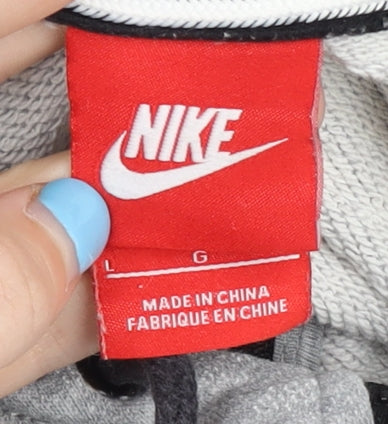 NIKE
L G
MADE IN CHINA
FABRIQUE EN CHINE